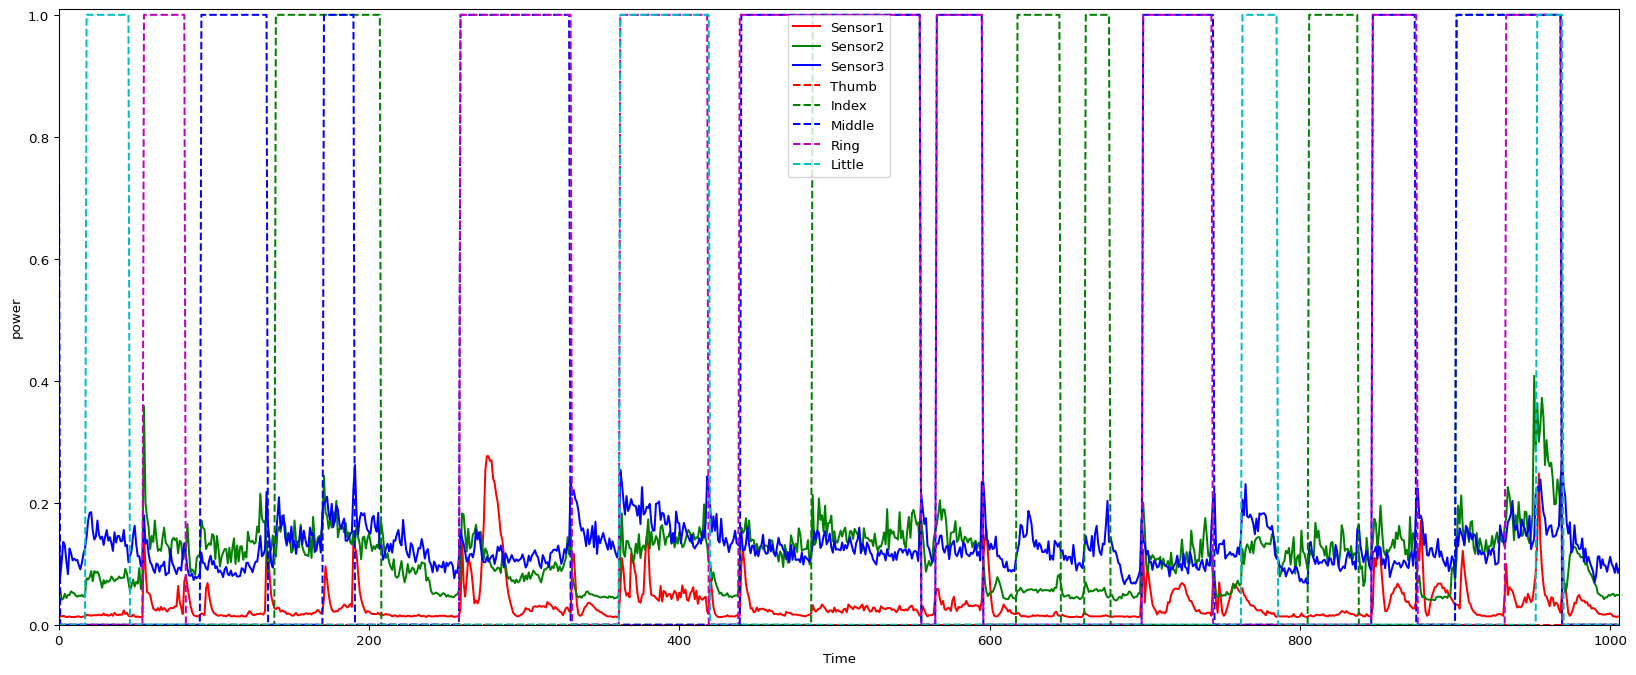 1.0
0.8
0.6
0.4
0.2
0.0
power
0
200
400
600
800
1000
Time
Sensor1
Sensor2
Sensor3
Thumb
Index
Middle
Ring
Little